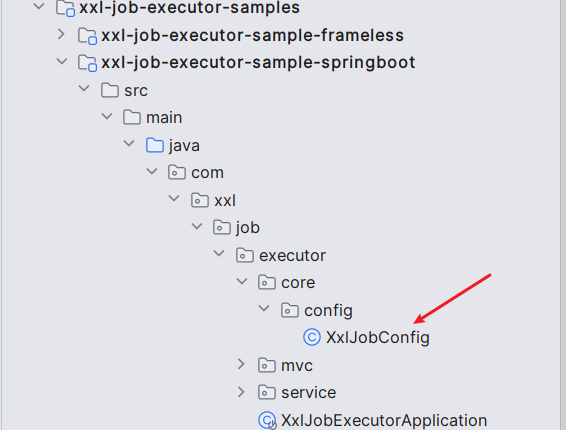 xxl-job-executor-samples
xxl-job-executor-sample-frameless
xxl-job-executor-sample-springboot
src
main
java
com
xxl
job
executor
core
config
XxlJobConfig
mvc
service
XxlJobExecutorApplication